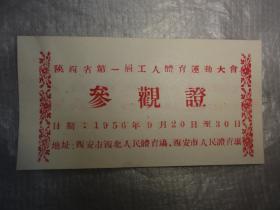 陝西省第一屆工人體育運動大會
參觀證
日期：1956年9月20日至30日
地址：西安市西北人民體育場、西安市人民體育場